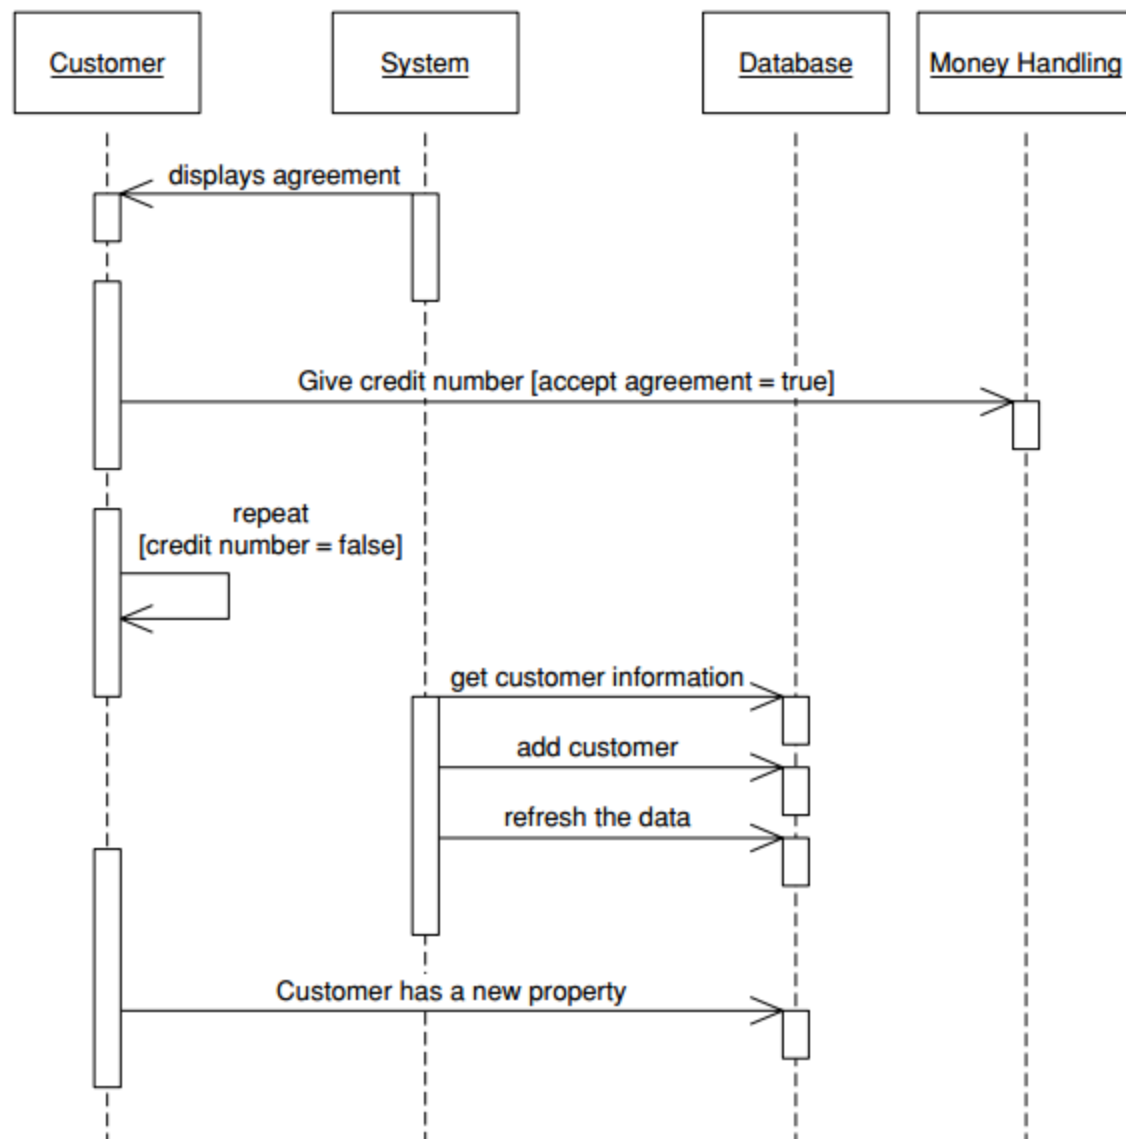 Customer
System
Database
Money Handling
displays agreement
Give credit number [accept agreement = true]
repeat
[credit number = false]
get customer information
add customer
refresh the data
Customer has a new property